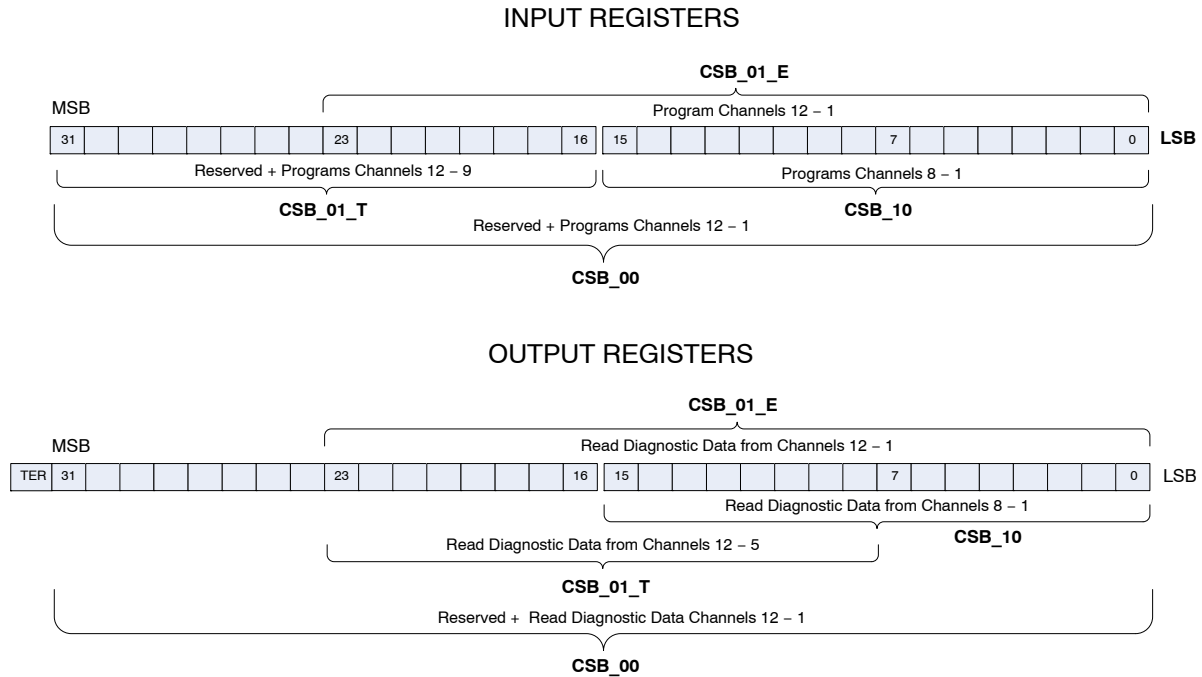 INPUT REGISTERS
CSB_01_E
MSB
Program Channels 12 − 1
31 23 16 15 7 0 LSB
Reserved + Programs Channels 12 − 9
Programs Channels 8 − 1
CSB_01_T
CSB_10
Reserved + Programs Channels 12 − 1
CSB_00
OUTPUT REGISTERS
CSB_01_E
MSB
Read Diagnostic Data from Channels 12 − 1
TER 31 23 16 15 7 0 LSB
Read Diagnostic Data from Channels 8 − 1
CSB_10
Read Diagnostic Data from Channels 12 − 5
CSB_01_T
Reserved + Read Diagnostic Data Channels 12 − 1
CSB_00